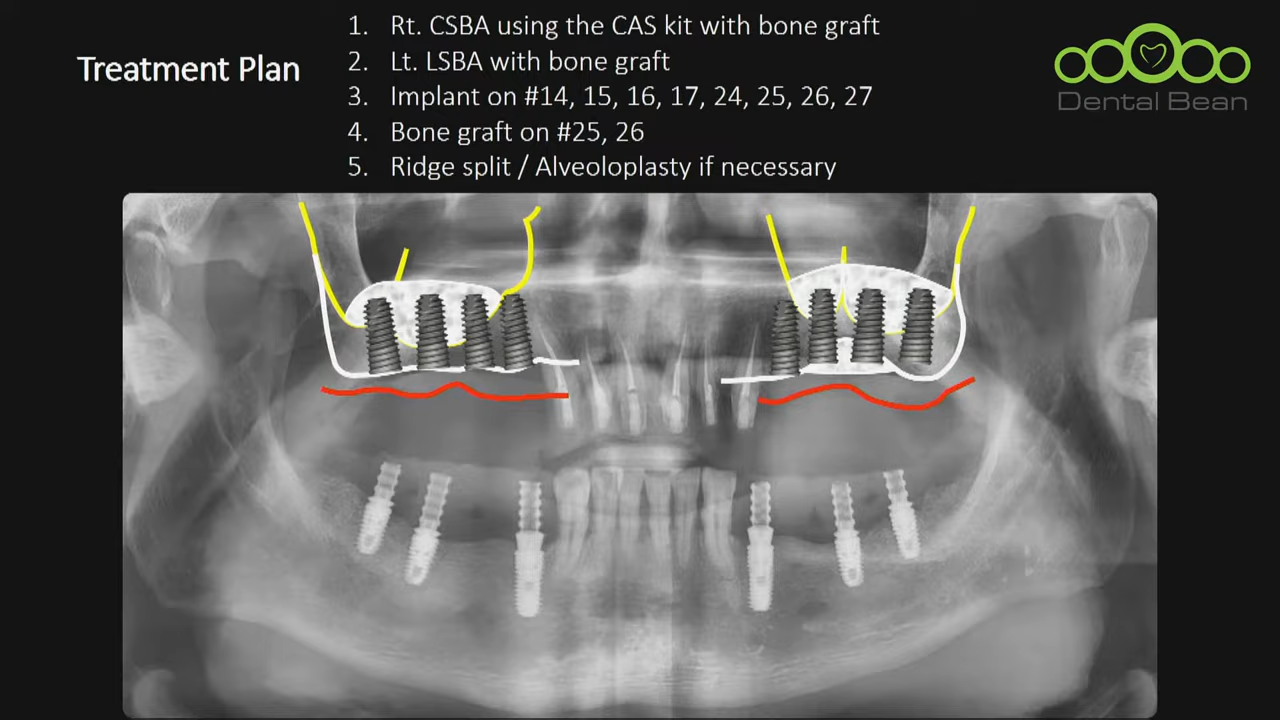 Treatment Plan
1. Rt. CSBA using the CAS kit with bone graft
2. Lt. LSBA with bone graft
3. Implant on #14, 15, 16, 17, 24, 25, 26, 27
4. Bone graft on #25, 26
5. Ridge split / Alveoloplasty if necessary
Dental Bean